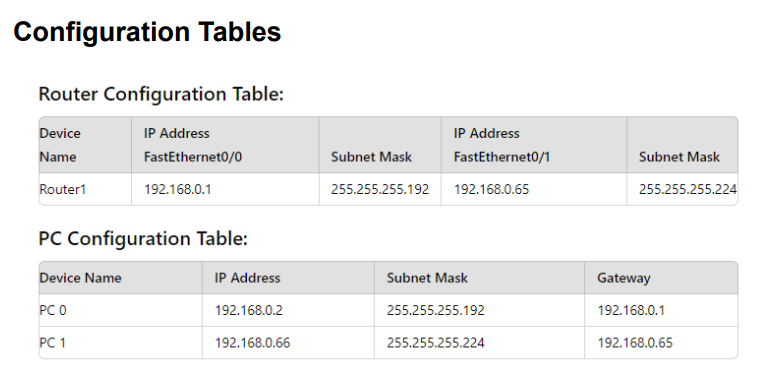 Configuration Tables
Router Configuration Table:
Device Name IP Address FastEthernet0/0 Subnet Mask IP Address FastEthernet0/1 Subnet Mask
Router1 192.168.0.1 255.255.255.192 192.168.0.65 255.255.255.224
PC Configuration Table:
Device Name IP Address Subnet Mask Gateway
PC 0 192.168.0.2 255.255.255.192 192.168.0.1
PC 1 192.168.0.66 255.255.255.224 192.168.0.65